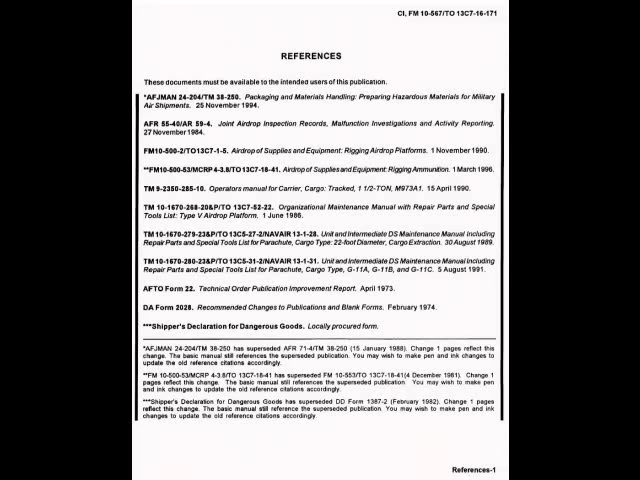 CI, FM 10-567/TO 13C7-16-171
REFERENCES
These documents must be available to the intended users of this publication.
*AFJMAN 24-204/TM 38-250. Packaging and Materials Handling: Preparing Hazardous Materials for Military
Air Shipments. 25 November 1994.
AFR 55-40/AR 59-4. Joint Airdrop Inspection Records, Malfunction Investigations and Activity Reporting.
27 November 1984.
FM10-500-2/TO13C7-1-5. Airdrop of Supplies and Equipment: Rigging Airdrop Platforms. 1 November 1990.
**FM10-500-53/MCRP 4-3.8/TO 13C7-18-41. Airdrop of Supplies and Equipment: Rigging Ammunition. 1 March 1996.
TM 9-2350-285-10. Operators manual for Carrier, Cargo: Tracked, 1 1/2-TON, M973A1. 15 April 1990.
TM 10-1670-268-20&P/TO 13C7-52-22. Organizational Maintenance Manual with Repair Parts and Special
Tools List: Type V Airdrop Platform. 1 June 1986.
TM 10-1670-279-23&P/TO 13C5-27-2/NAVAIR 13-1-28. Unit and Intermediate DS Maintenance Manual Including
Repair Parts and Special Tools List for Parachute, Cargo Type: 22-foot Diameter, Cargo Extraction. 30 August 1989.
TM 10-1670-280-23&P/TO 13C5-31-2/NAVAIR 13-1-31. Unit and Intermediate DS Maintenance Manual Including
Repair Parts and Special Tools List for Parachute, Cargo Type, G-11A, G-11B, and G-11C. 5 August 1991.
AFTO Form 22. Technical Order Publication Improvement Report. April 1973.
DA Form 2028. Recommended Changes to Publications and Blank Forms. February 1974.
***Shipper's Declaration for Dangerous Goods. Locally procured form.
*AFJMAN 24-204/TM 38-250 has superseded AFR 71-4/TM 38-250 (15 January 1988). Change 1 pages reflect this
change. The basic manual still references the superseded publication. You may wish to make pen and ink changes to
update the old reference citations accordingly.
**FM 10-500-53/MCRP 4-3.8/TO 13C7-18-41 has superseded FM 10-553/TO 13C7-18-41(4 December 1981). Change 1
pages reflect this change. The basic manual still references the superseded publication. You may wish to make pen
and ink changes to update the old reference citations accordingly.
***Shipper's Declaration for Dangerous Goods has superseded DD Form 1387-2 (February 1982). Change 1 pages
reflect this change. The basic manual still reference the superseded publication. You may wish to make pen and ink
changes to update the old reference citations accordingly.
References-1